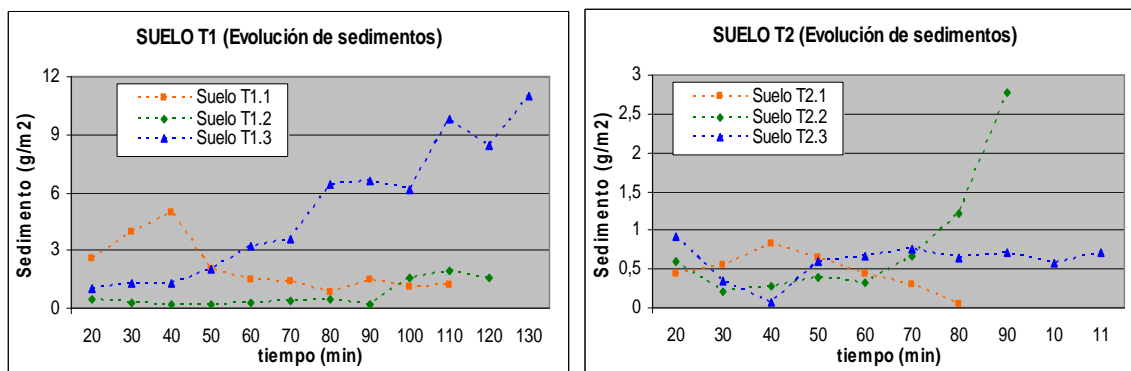 SUELO T1 (Evolución de sedimentos)
12
9
6
3
0
Sedimento (g/m2)
Suelo T1.1
Suelo T1.2
Suelo T1.3
20 30 40 50 60 70 80 90 100 110 120 130
tiempo (min)
SUELO T2 (Evolución de sedimentos)
3
2,5
2
1,5
1
0,5
0
Sedimento (g/m2)
Suelo T2.1
Suelo T2.2
Suelo T2.3
20 30 40 50 60 70 80 90 10 11
tiempo (min)